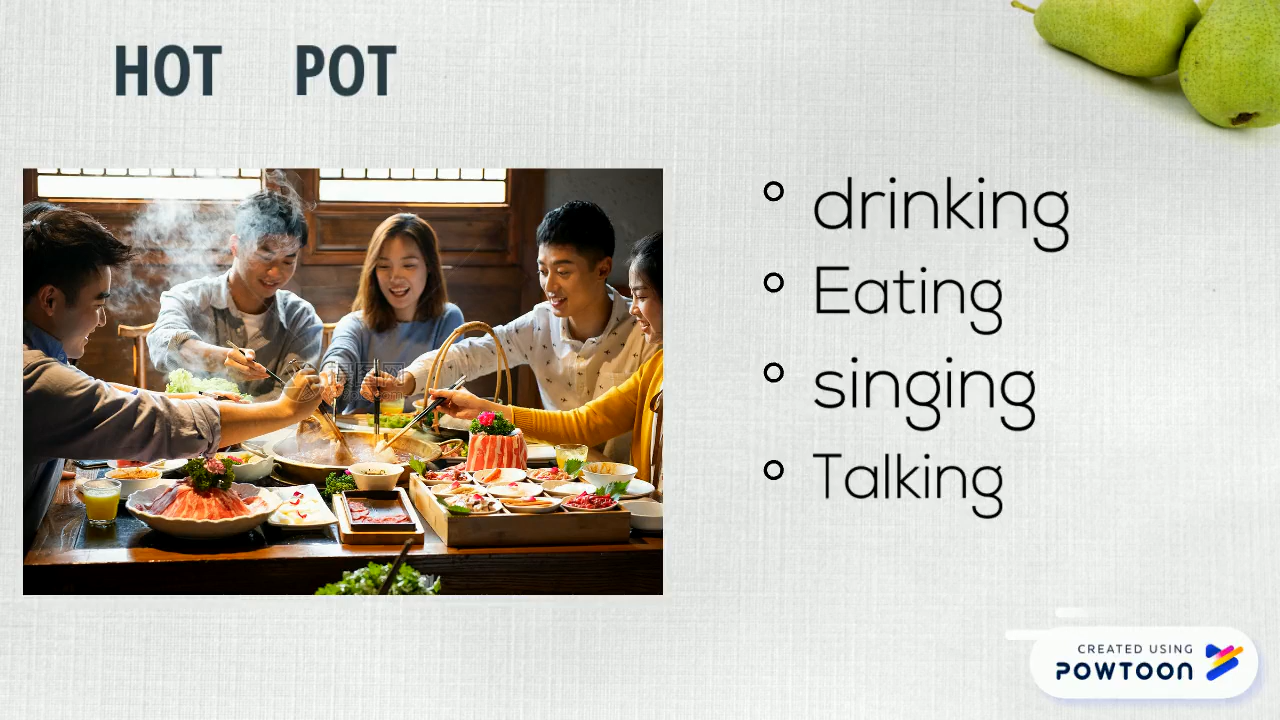 HOT POT
drinking
Eating
singing
Talking
CREATED USING
POWTOON